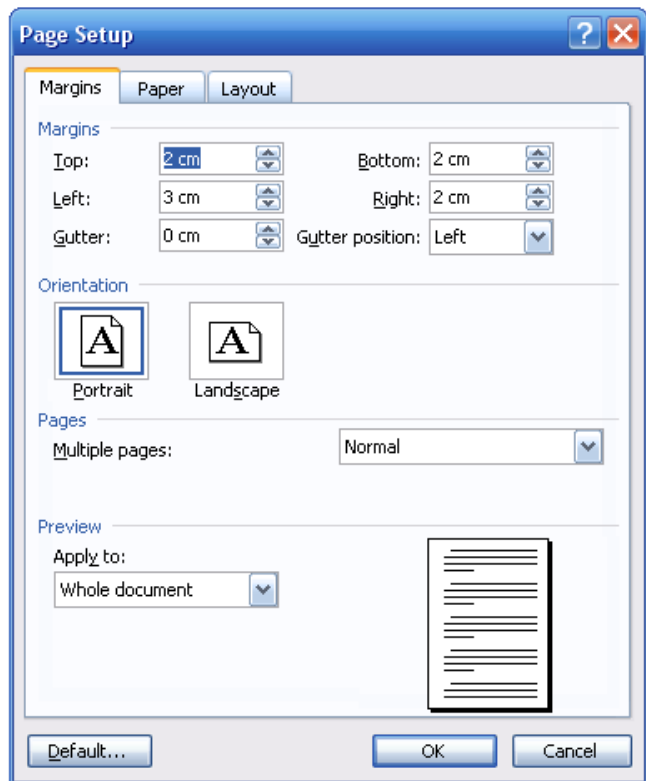 Page Setup
Margins Paper Layout
Margins
Top: 2 cm Bottom: 2 cm
Left: 3 cm Right: 2 cm
Gutter: 0 cm Gutter position: Left
Orientation
A A
Portrait Landscape
Pages
Multiple pages: Normal
Preview
Apply to:
Whole document
Default... OK Cancel